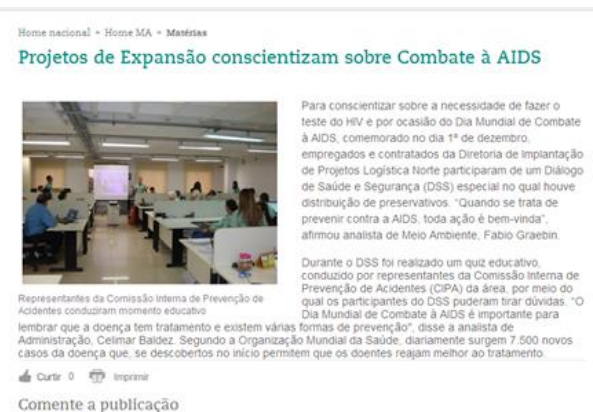 Home nacional » Home MA » Matérias
Projetos de Expansão conscientizam sobre Combate à AIDS
Para conscientizar sobre a necessidade de fazer o
teste do HIV e por ocasião do Dia Mundial de Combate
à AIDS, comemorado no dia 1º de dezembro,
empregados e contratados da Diretoria de Implantação
de Projetos Logística Norte participaram de um Diálogo
de Saúde e Segurança (DSS) especial no qual houve
distribuição de preservativos. "Quando se trata de
prevenir contra a AIDS, toda ação é bem-vinda",
afirmou analista de Meio Ambiente, Fabio Graebin.
Durante o DSS foi realizado um quiz educativo,
conduzido por representantes da Comissão Interna de
Prevenção de Acidentes (CIPA) da área, por meio do
qual os participantes do DSS puderam tirar dúvidas. "O
Dia Mundial de Combate à AIDS é importante para
Representantes da Comissão Interna de Prevenção de
Acidentes conduziram momento educativo
lembrar que a doença tem tratamento e existem várias formas de prevenção", disse a analista de
Administração, Celimar Baldez. Segundo a Organização Mundial da Saúde, diariamente surgem 7.500 novos
casos da doença que, se descobertos no início permitem que os doentes reajam melhor ao tratamento.
Curtir 0 Imprimir
Comente a publicação